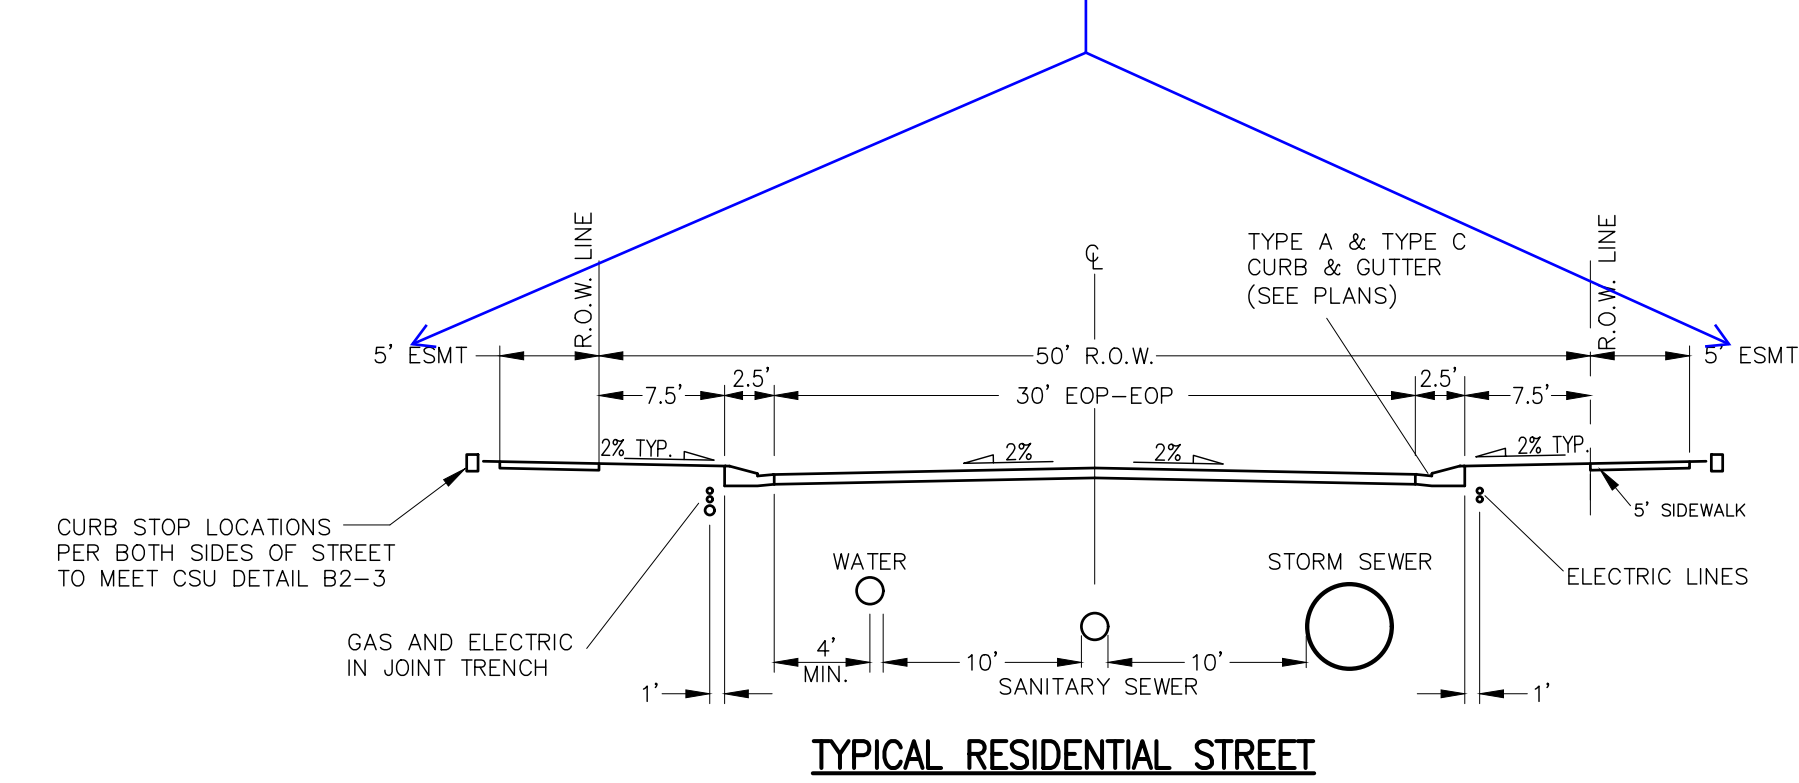 R.O.W. LINE
R.O.W. LINE
℄
TYPE A & TYPE C
CURB & GUTTER
(SEE PLANS)
5' ESMT
50' R.O.W.
5' ESMT
7.5'
2.5'
30' EOP-EOP
2.5'
7.5'
2% TYP.
2%
2%
2% TYP.
CURB STOP LOCATIONS
PER BOTH SIDES OF STREET
TO MEET CSU DETAIL B2-3
5' SIDEWALK
WATER
STORM SEWER
ELECTRIC LINES
GAS AND ELECTRIC
IN JOINT TRENCH
4'
MIN.
10'
10'
SANITARY SEWER
1'
1'
TYPICAL RESIDENTIAL STREET